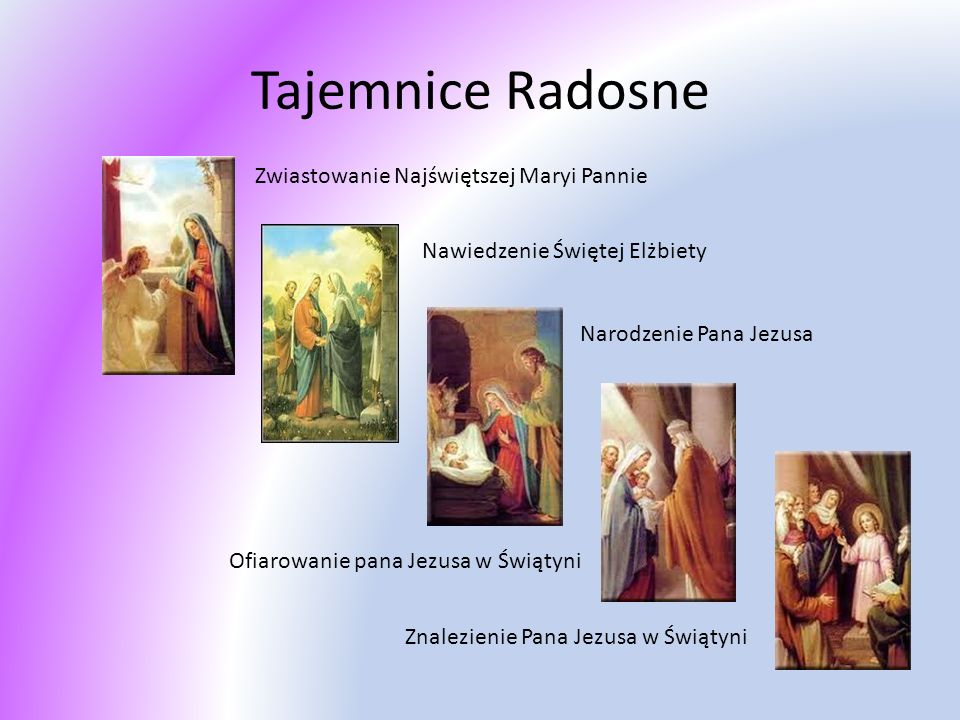 Tajemnice Radosne
Zwiastowanie Najświętszej Maryi Pannie
Nawiedzenie Świętej Elżbiety
Narodzenie Pana Jezusa
Ofiarowanie pana Jezusa w Świątyni
Znalezienie Pana Jezusa w Świątyni